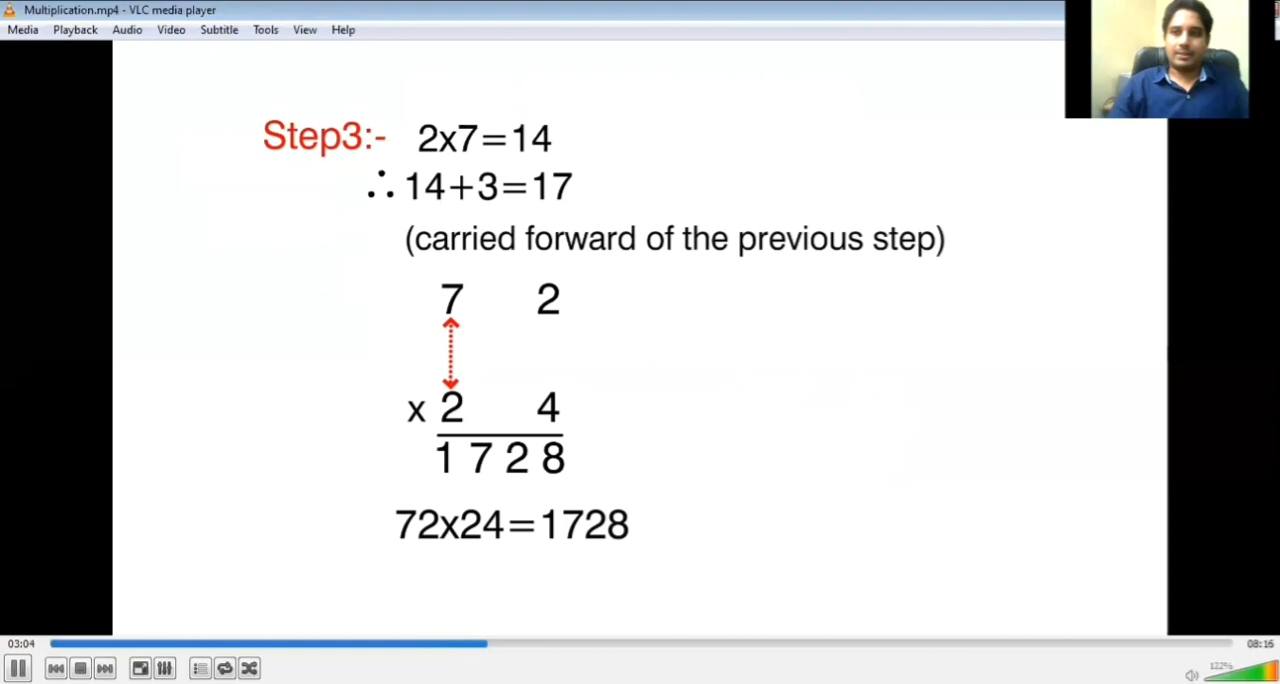 Multiplication.mp4 - VLC media player
Media Playback Audio Video Subtitle Tools View Help
Step3:- 2x7=14
∴ 14+3=17
(carried forward of the previous step)
7 2
x 2 4
1 7 2 8
72x24=1728
03:04 08:16
122%